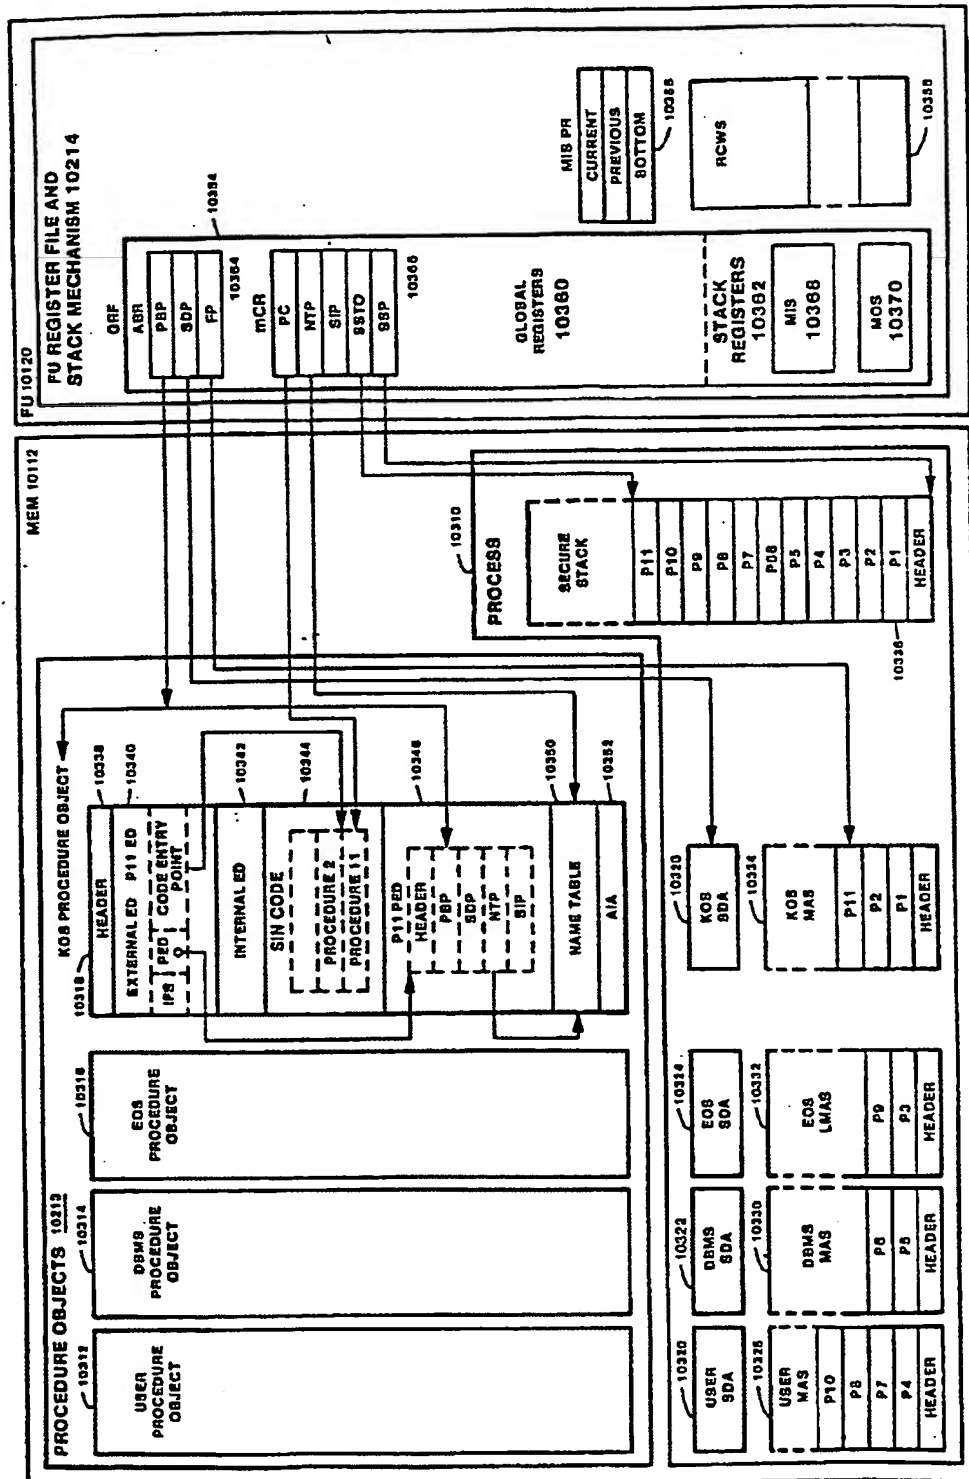 FU 10120
FU REGISTER FILE AND
STACK MECHANISM 10214
GRF
ABR
PBP
SDP
FP
10364
10354
mCR
PC
NTP
SIP
SSTO
SSP
10366
GLOBAL
REGISTERS
10360
STACK
REGISTERS
10362
MIS
10368
MOS
10370
MIS PR
CURRENT
PREVIOUS
BOTTOM
RCWS
10358
MEM 10112
PROCEDURE OBJECTS 10213
10312
USER
PROCEDURE
OBJECT
10314
DBMS
PROCEDURE
OBJECT
10316
EOS
PROCEDURE
OBJECT
KOS PROCEDURE OBJECT
10318
HEADER
10338
EXTERNAL ED P11 ED
10340
PED
CODE ENTRY
POINT
INTERNAL ED
10342
SIN CODE
10344
PROCEDURE 2
PROCEDURE 11
P11 PED
10348
HEADER
PBP
SDP
NTP
SIP
NAME TABLE
10350
AIA
10352
10310
PROCESS
SECURE
STACK
P11
P10
P9
P8
P7
P06
P5
P4
P3
P2
P1
HEADER
10336
10320
USER
SDA
10322
DBMS
SDA
10324
EOS
SDA
KOS
SDA
10328
USER
MAS
P10
P8
P7
P4
HEADER
10330
DBMS
MAS
P6
P5
HEADER
10332
EOS
LMAS
P9
P3
HEADER
10334
KOS
MAS
P11
P2
P1
HEADER